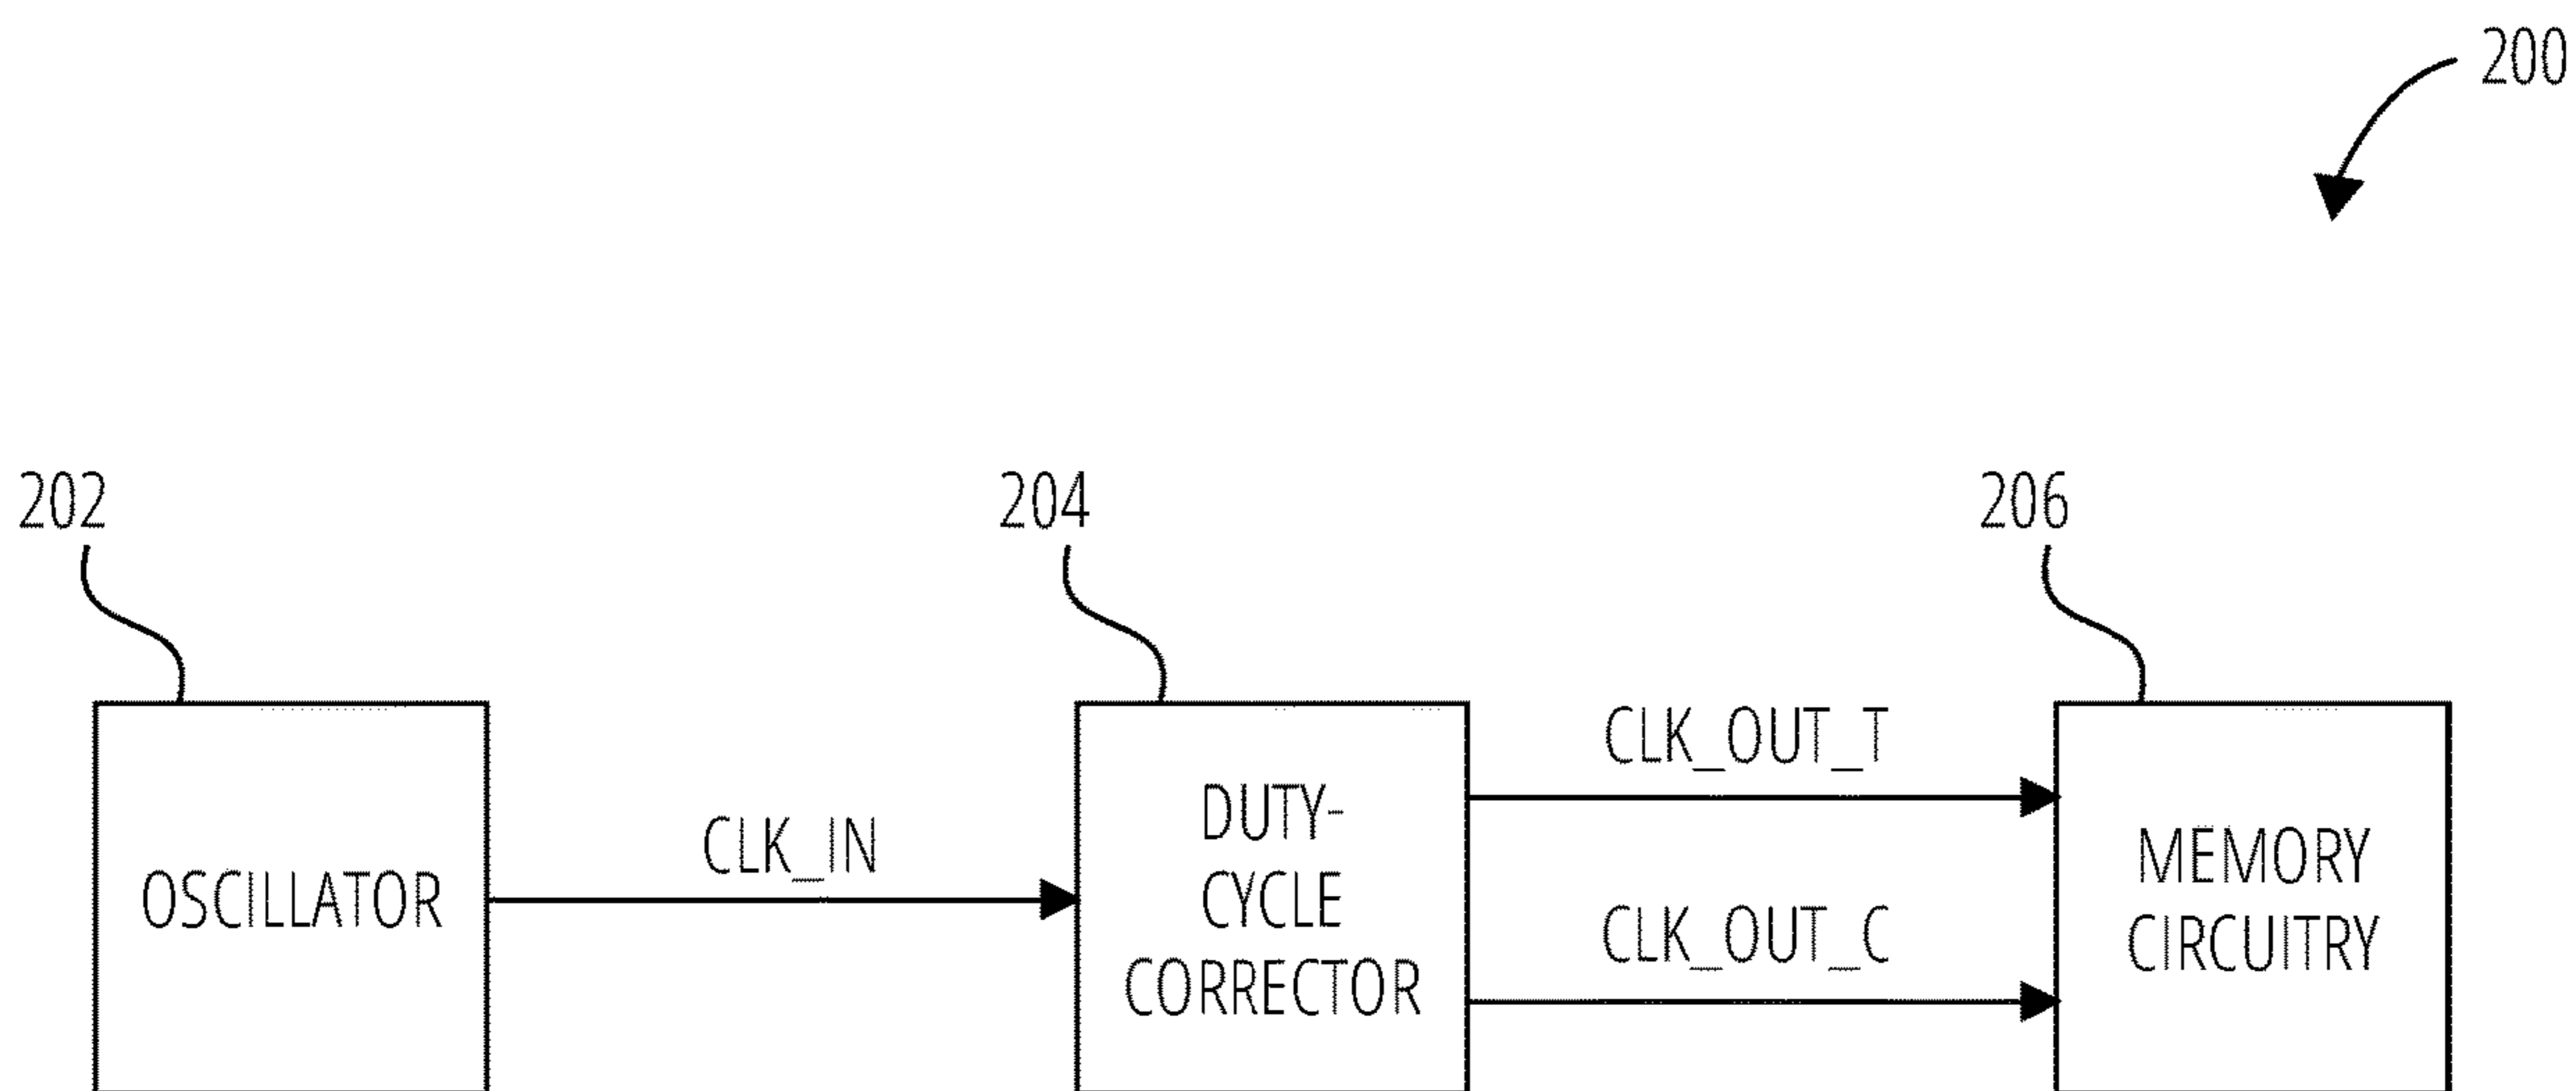 200
202
204
206
OSCILLATOR
CLK_IN
DUTY-
CYCLE
CORRECTOR
CLK_OUT_T
CLK_OUT_C
MEMORY
CIRCUITRY